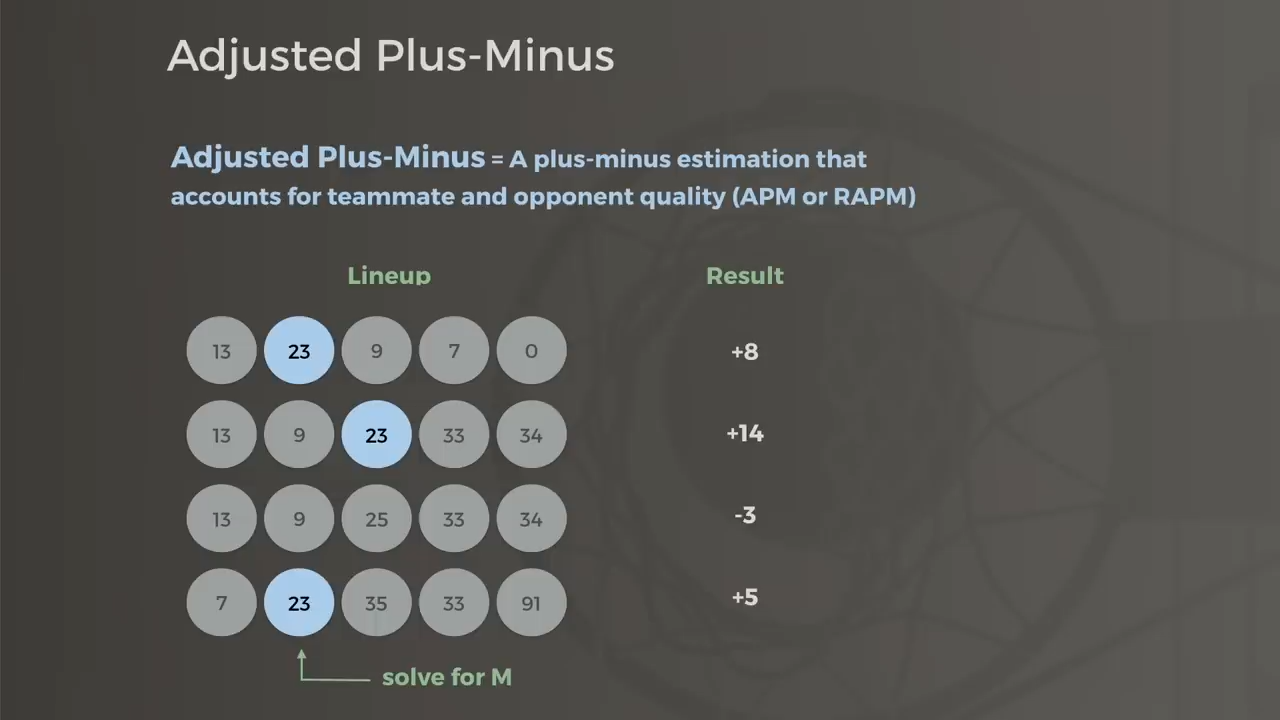 Adjusted Plus-Minus
Adjusted Plus-Minus = A plus-minus estimation that
accounts for teammate and opponent quality (APM or RAPM)
Lineup Result
13 23 9 7 0 +8
13 9 23 33 34 +14
13 9 25 33 34 -3
7 23 35 33 91 +5
solve for M